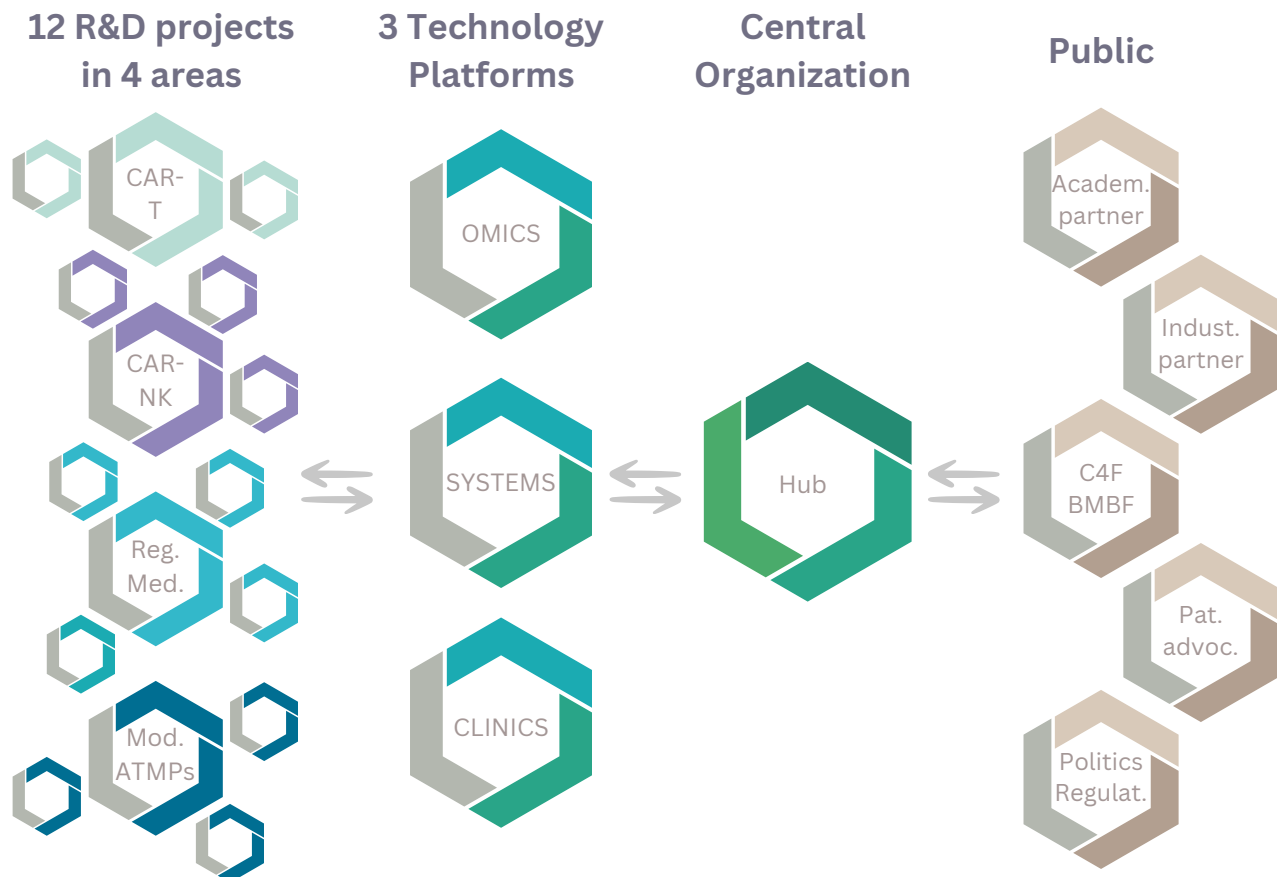 12 R&D projects
in 4 areas
3 Technology
Platforms
Central
Organization
Public
CAR-
T
CAR-
NK
Reg.
Med.
Mod.
ATMPs
OMICS
SYSTEMS
CLINICS
Hub
Academ.
partner
Indust.
partner
C4F
BMBF
Pat.
advoc.
Politics
Regulat.